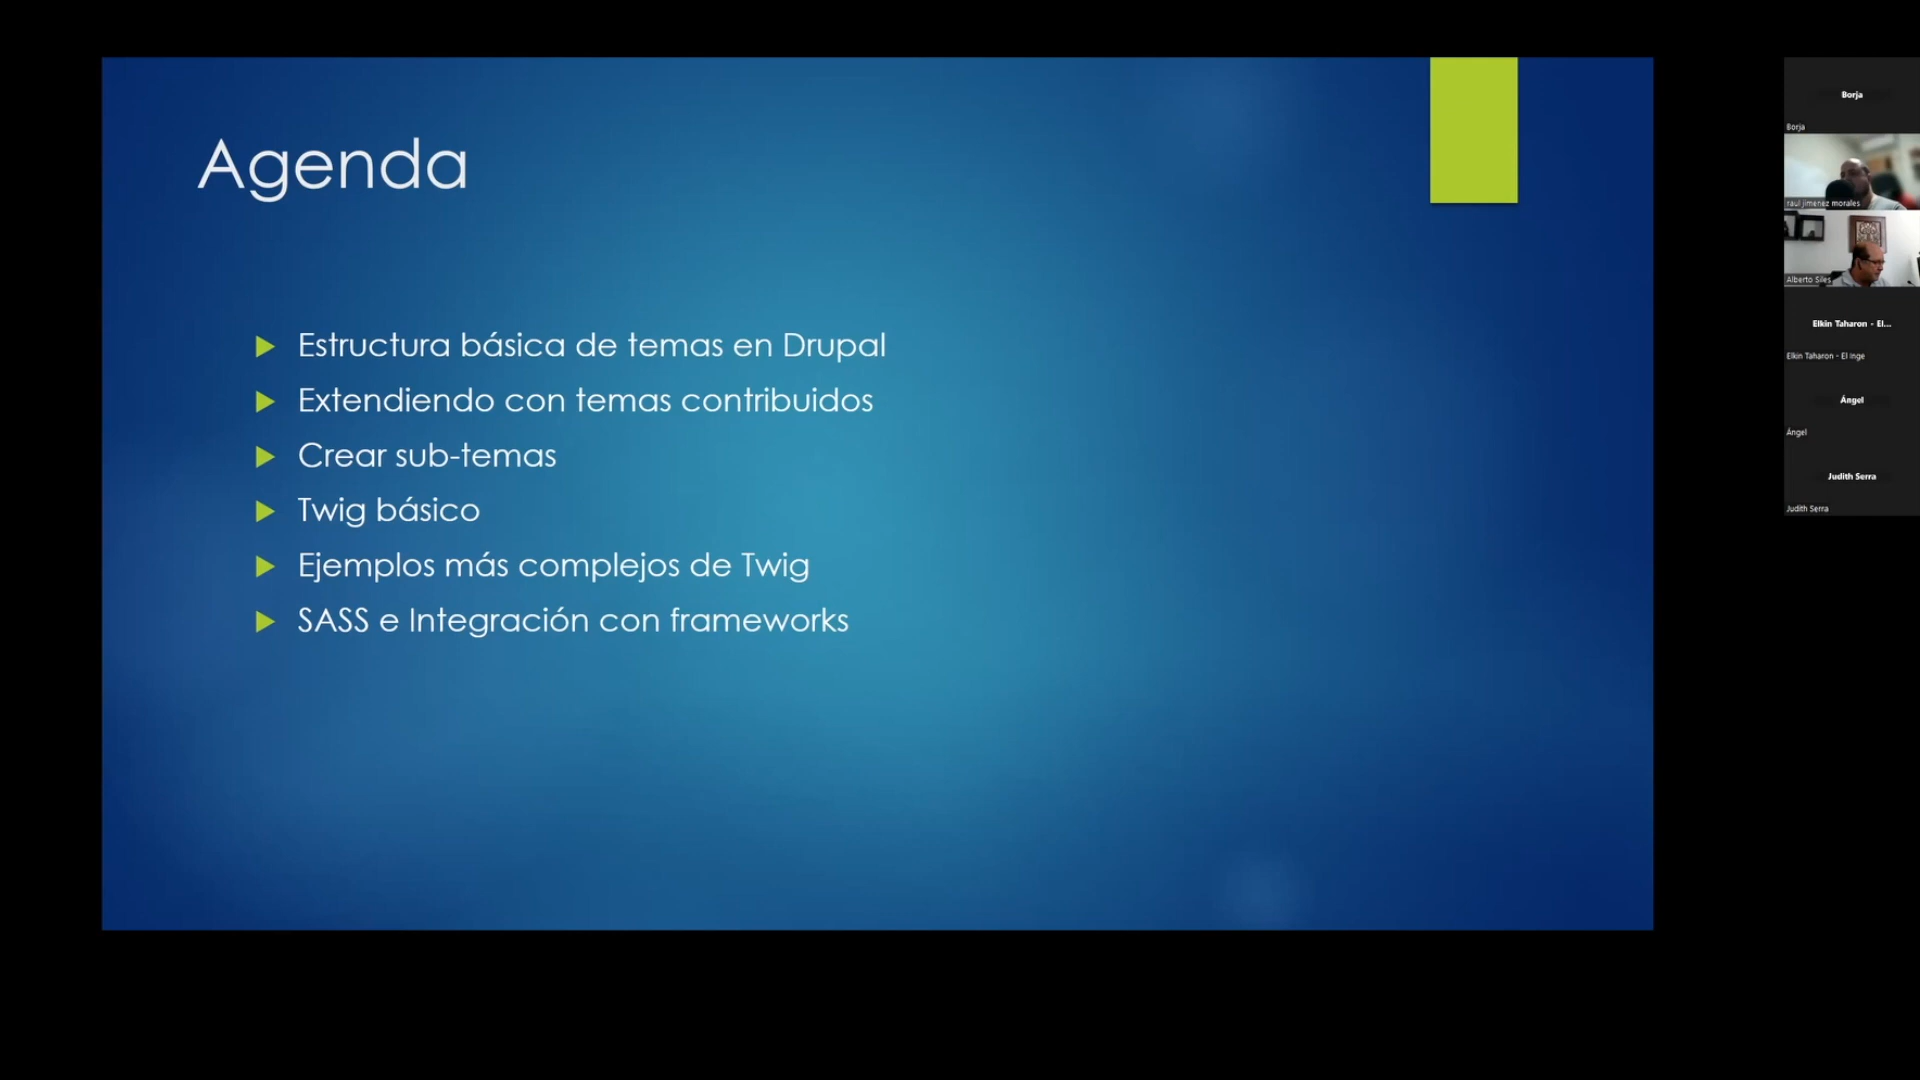 Agenda
Estructura básica de temas en Drupal
Extendiendo con temas contribuidos
Crear sub-temas
Twig básico
Ejemplos más complejos de Twig
SASS e Integración con frameworks
Borja
Borja
raul jimenez morales
Alberto Siles
Elkin Taharon - El...
Elkin Taharon - El Inge
Ángel
Ángel
Judith Serra
Judith Serra